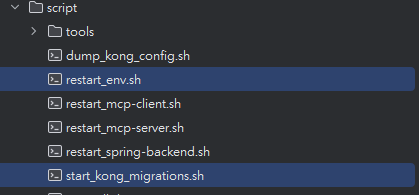 script
tools
dump_kong_config.sh
restart_env.sh
restart_mcp-client.sh
restart_mcp-server.sh
restart_spring-backend.sh
start_kong_migrations.sh